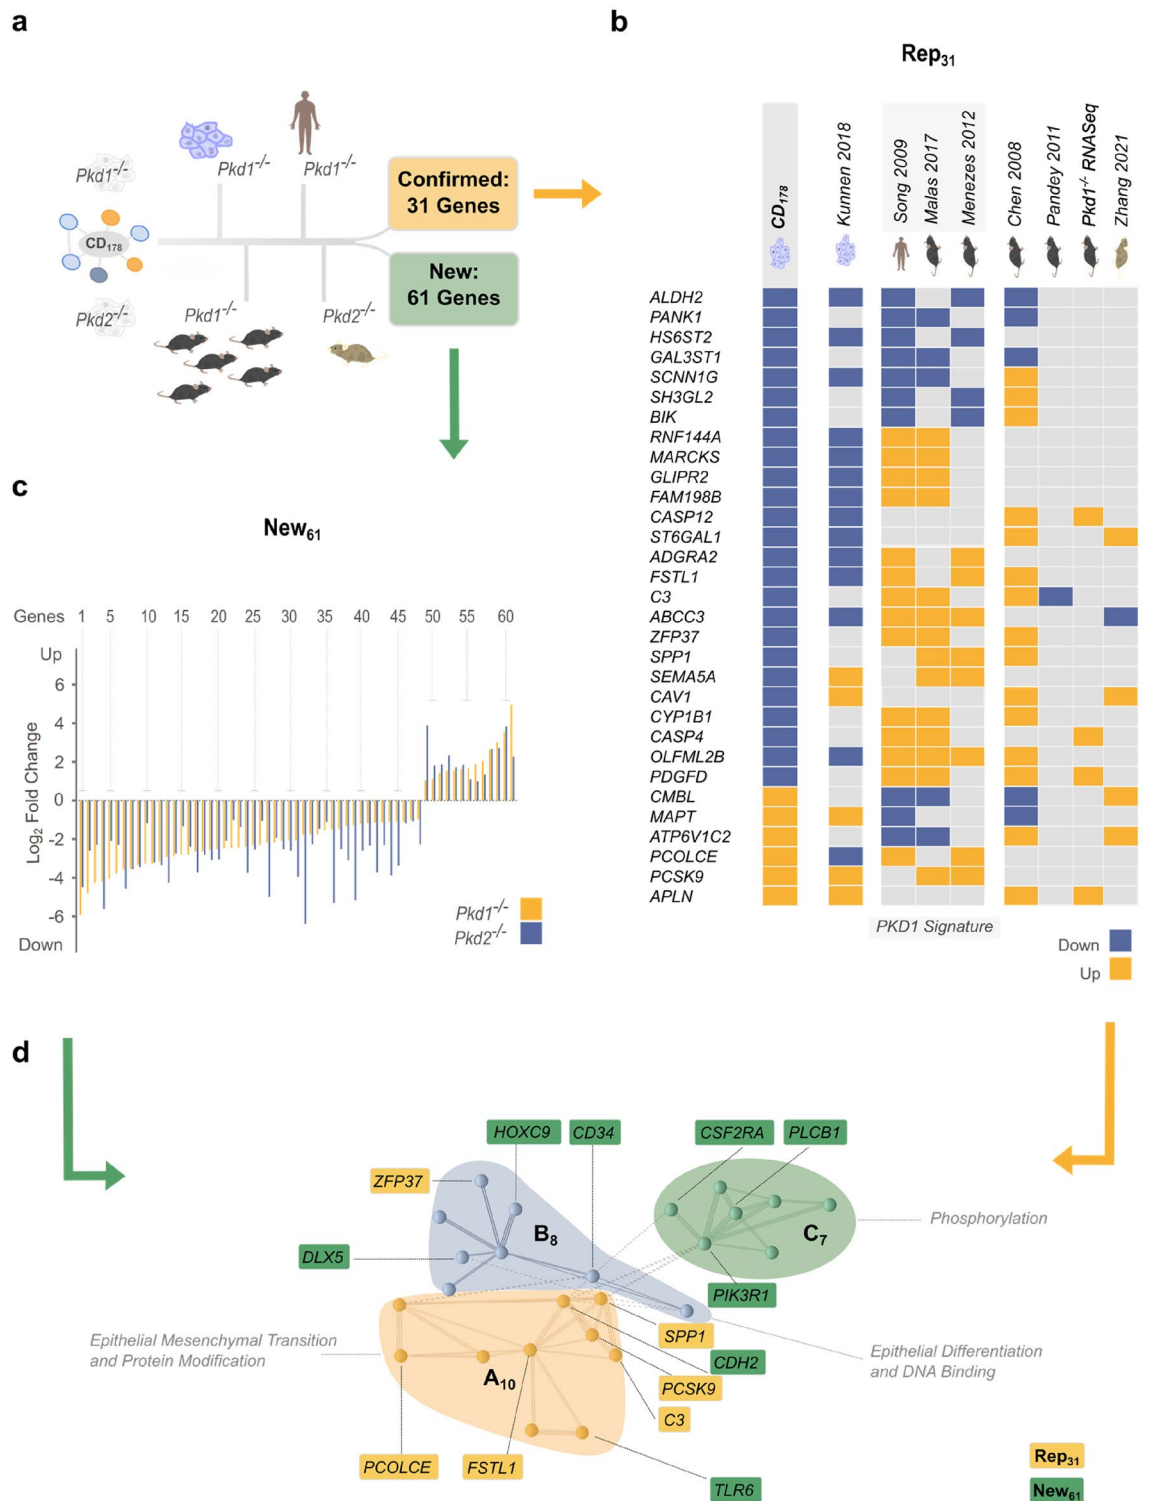 a
Pkd1-/-
CD178
Pkd2-/-
Pkd1-/-
Pkd1-/-
Pkd1-/-
Pkd2-/-
Confirmed:
31 Genes
New:
61 Genes
b
Rep31
CD178
Kunnen 2018
Song 2009
Malas 2017
Menezes 2012
Chen 2008
Pandey 2011
Pkd1-/- RNASeq
Zhang 2021
ALDH2
PANK1
HS6ST2
GAL3ST1
SCNN1G
SH3GL2
BIK
RNF144A
MARCKS
GLIPR2
FAM198B
CASP12
ST6GAL1
ADGRA2
FSTL1
C3
ABCC3
ZFP37
SPP1
SEMA5A
CAV1
CYP1B1
CASP4
OLFML2B
PDGFD
CMBL
MAPT
ATP6V1C2
PCOLCE
PCSK9
APLN
PKD1 Signature
Down
Up
c
New61
Genes 1 5 10 15 20 25 30 35 40 45 50 55 60
Up
6
4
2
0
-2
-4
-6
Down
Log2 Fold Change
Pkd1-/-
Pkd2-/-
d
HOXC9
CD34
CSF2RA
PLCB1
ZFP37
B8
C7
Phosphorylation
DLX5
PIK3R1
SPP1
Epithelial Mesenchymal Transition
and Protein Modification
CDH2
Epithelial Differentiation
and DNA Binding
A10
PCSK9
C3
PCOLCE
FSTL1
TLR6
Rep31
New61